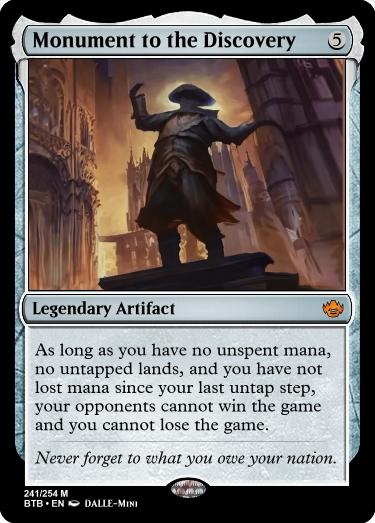 Monument to the Discovery 5
Legendary Artifact
As long as you have no unspent mana,
no untapped lands, and you have not
lost mana since your last untap step,
your opponents cannot win the game
and you cannot lose the game.
Never forget to what you owe your nation.
241/254 M
BTB • EN DALLE-Mini